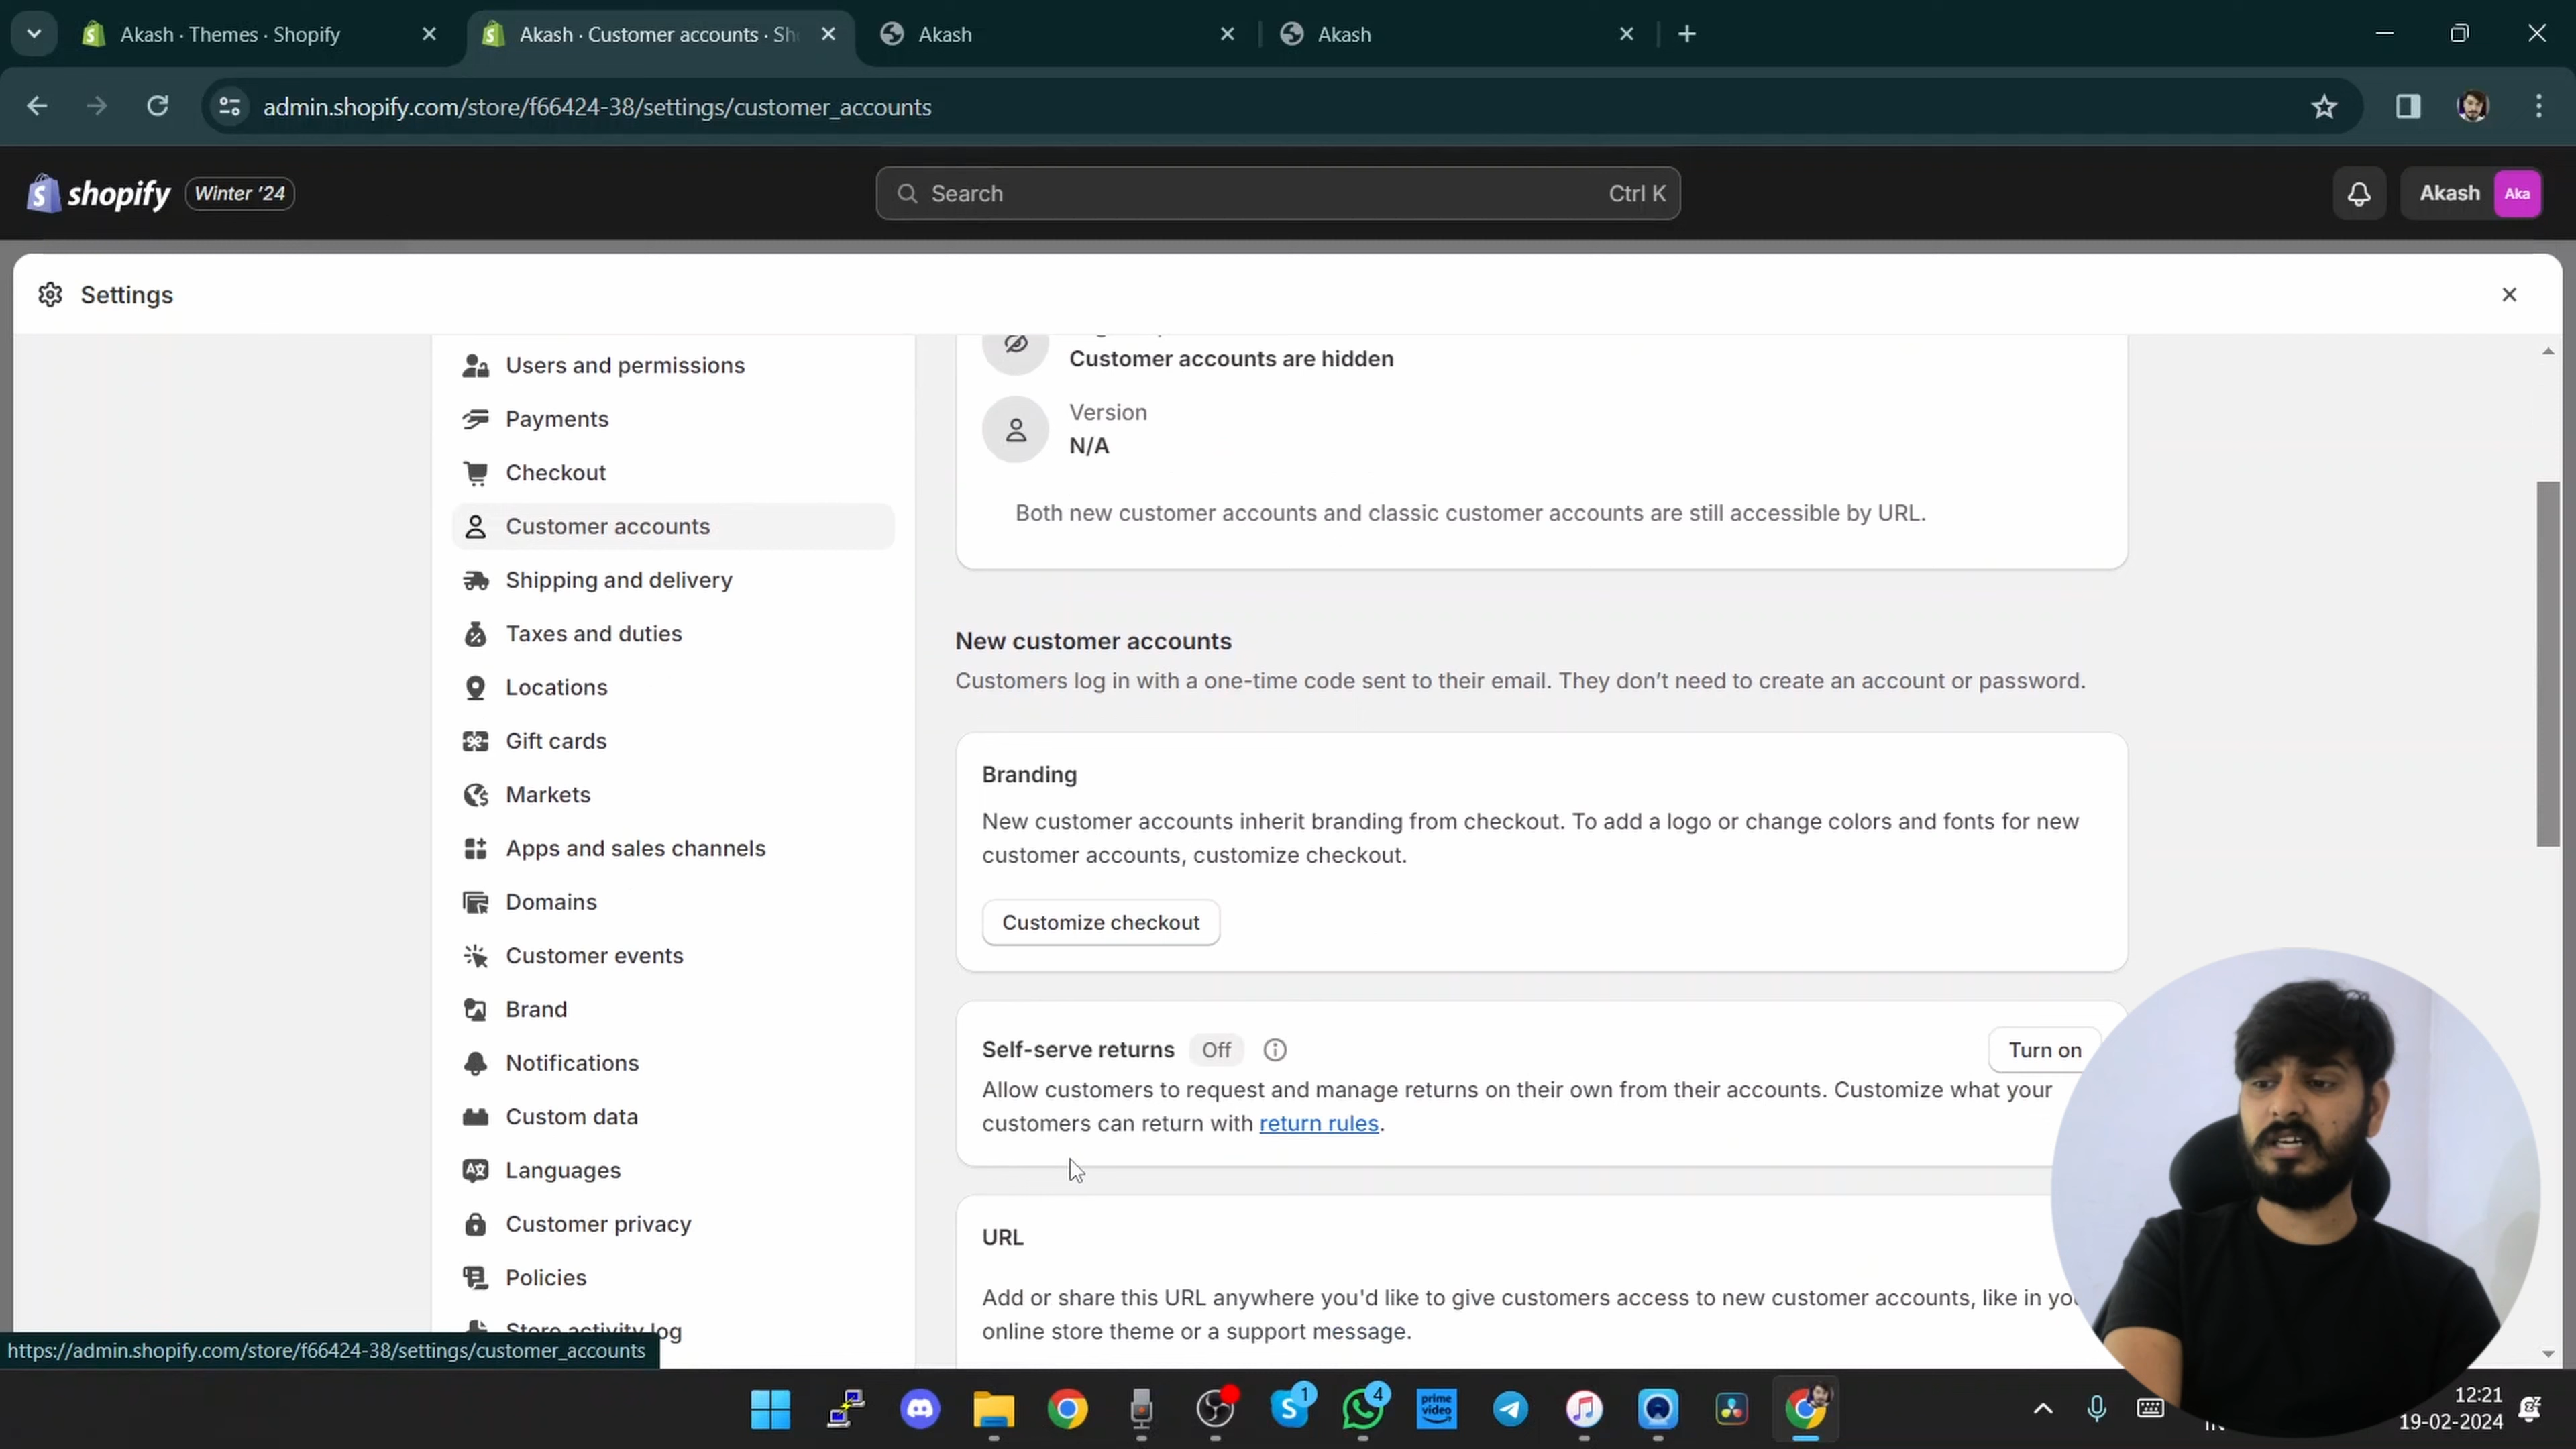 Akash · Themes · Shopify
Akash · Customer accounts · Sh
Akash
Akash
admin.shopify.com/store/f66424-38/settings/customer_accounts
shopify
Winter '24
Search
Ctrl K
Akash
Aka
Settings
Users and permissions
Payments
Checkout
Customer accounts
Shipping and delivery
Taxes and duties
Locations
Gift cards
Markets
Apps and sales channels
Domains
Customer events
Brand
Notifications
Custom data
Languages
Customer privacy
Policies
Store activity log
Customer accounts are hidden
Version
N/A
Both new customer accounts and classic customer accounts are still accessible by URL.
New customer accounts
Customers log in with a one-time code sent to their email. They don’t need to create an account or password.
Branding
New customer accounts inherit branding from checkout. To add a logo or change colors and fonts for new
customer accounts, customize checkout.
Customize checkout
Self-serve returns
Off
Turn on
Allow customers to request and manage returns on their own from their accounts. Customize what your
customers can return with return rules.
URL
Add or share this URL anywhere you'd like to give customers access to new customer accounts, like in
online store theme or a support message.
https://admin.shopify.com/store/f66424-38/settings/customer_accounts
1
4
prime video
12:21
19-02-2024